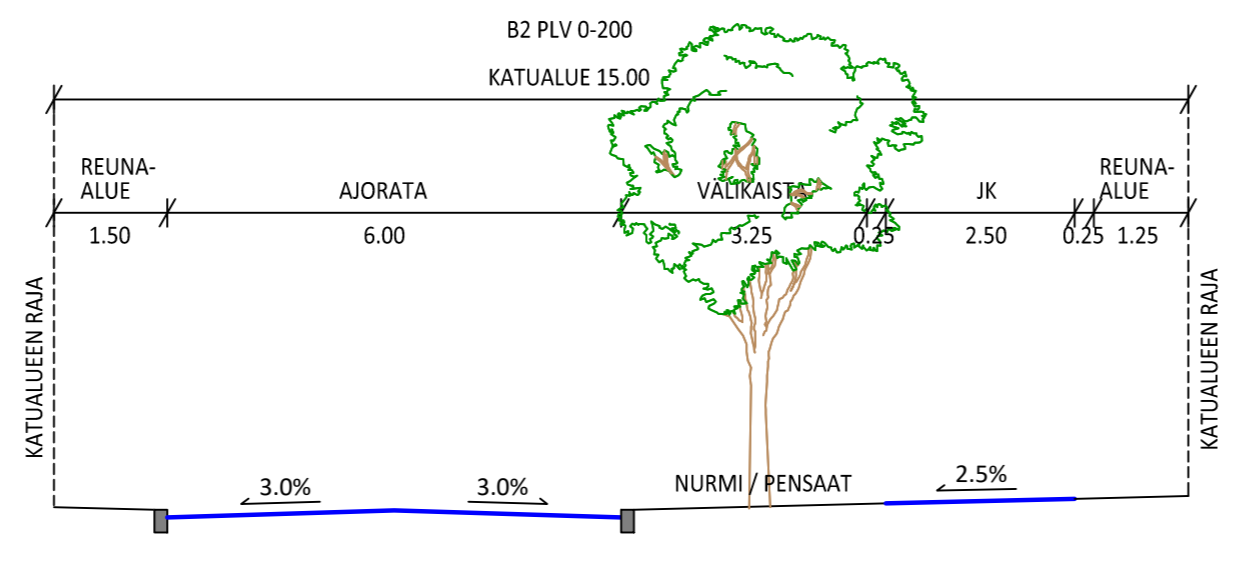 B2 PLV 0-200
KATUALUE 15.00
REUNA-
ALUE
AJORATA
VÄLIKAISTA
JK
REUNA-
ALUE
1.50
6.00
3.25
0.25
2.50
0.25
1.25
KATUALUEEN RAJA
KATUALUEEN RAJA
3.0%
3.0%
NURMI / PENSAAT
2.5%